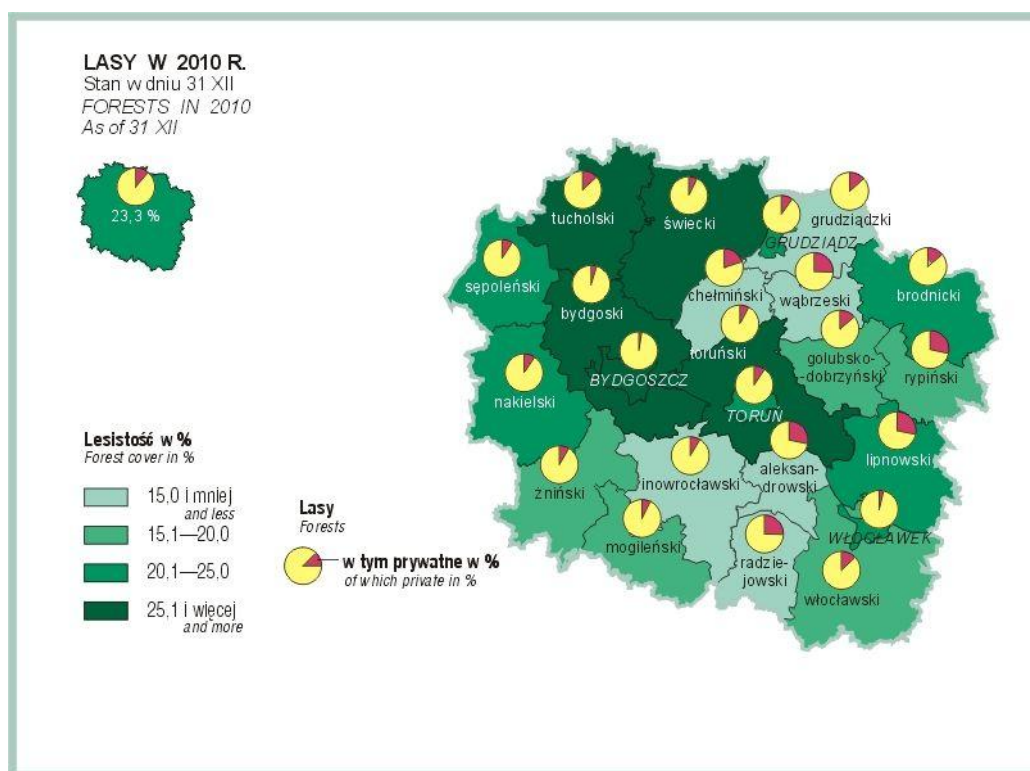 LASY W 2010 R.
Stan w dniu 31 XII
FORESTS IN 2010
As of 31 XII
23,3 %
tucholski
świecki
grudziądzki
GRUDZIĄDZ
sępoleński
chełmiński
wąbrzeski
brodnicki
bydgoski
toruński
golubsko-
-dobrzyński
rypiński
BYDGOSZCZ
nakielski
TORUŃ
lipnowski
aleksan-
drowski
inowrocławski
żniński
WŁOCŁAWEK
mogileński
radzie-
jowski
włocławski
Lesistość w %
Forest cover in %
15,0 i mniej
and less
15,1—20,0
20,1—25,0
25,1 i więcej
and more
Lasy
Forests
w tym prywatne w %
of which private in %